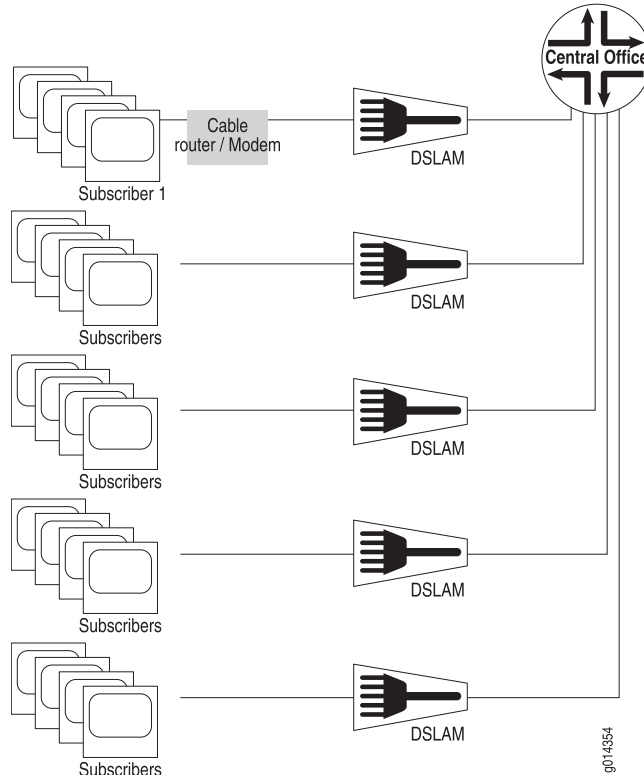 Central Office
Cable
router / Modem
DSLAM
Subscriber 1
DSLAM
Subscribers
DSLAM
Subscribers
DSLAM
Subscribers
DSLAM
Subscribers
g014354